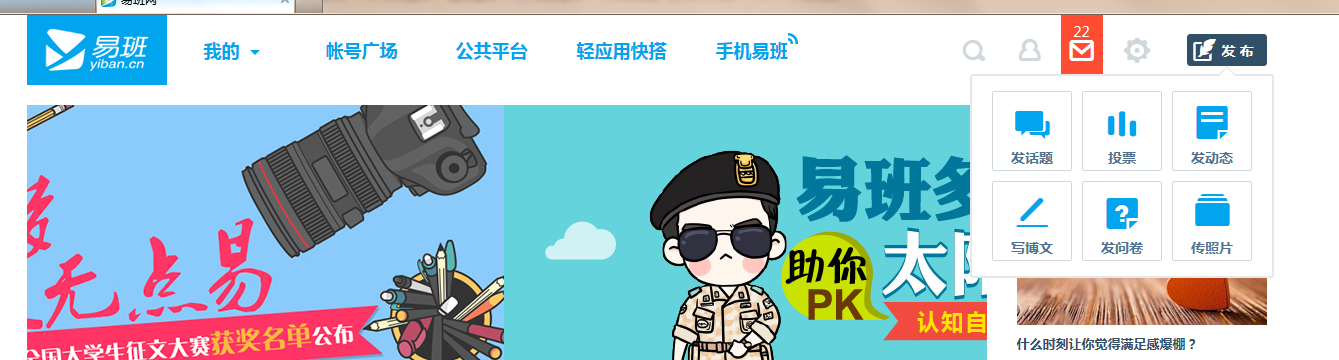 易班网
易班
yiban.cn
我的
帐号广场
公共平台
轻应用快搭
手机易班
22
发布
发话题
投票
发动态
写博文
发问卷
传照片
无点易
全国大学生征文大赛获奖名单公布
易班多
助你
PK
太阳
认知自
什么时刻让你觉得满足感爆棚？